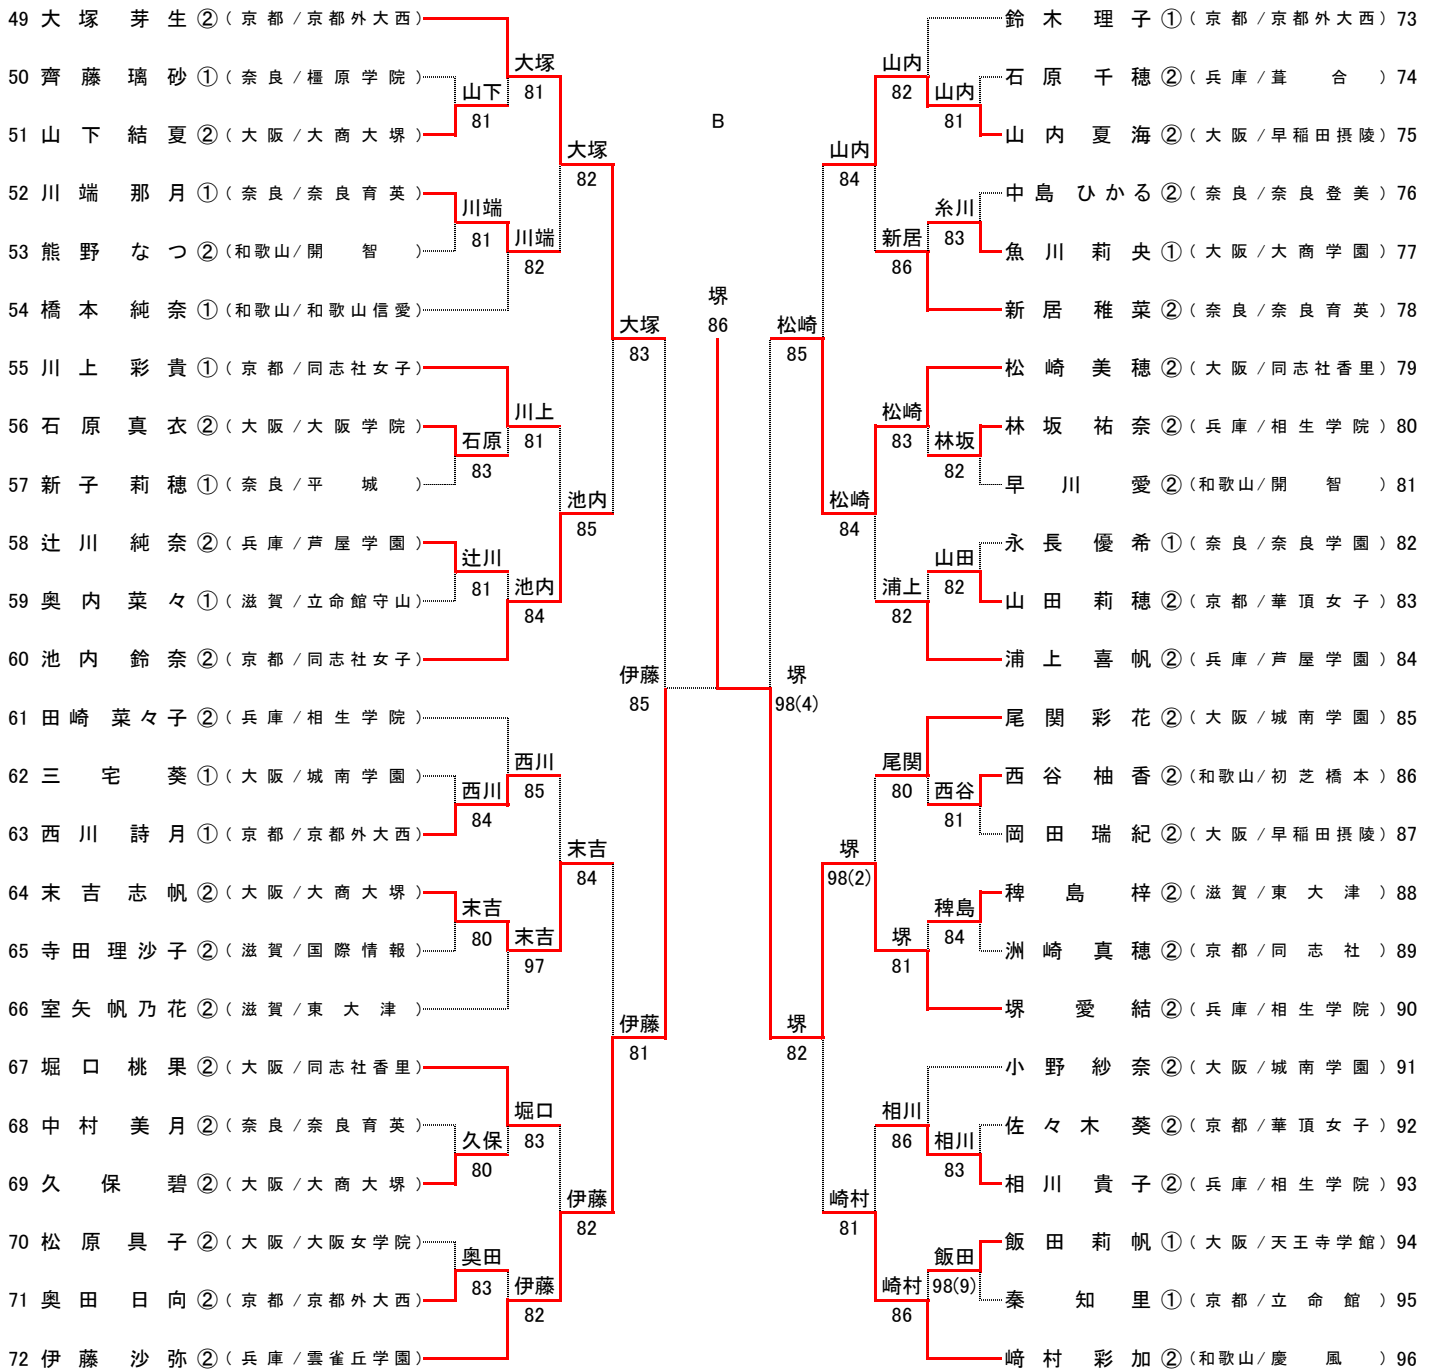 49 大塚 芽生 ② (京都/京都外大西)
50 齊藤 璃砂 ① (奈良/橿原学院)
51 山下 結夏 ② (大阪/大商大堺)
52 川端 那月 ① (奈良/奈良育英)
53 熊野 なつ ② (和歌山/開智)
54 橋本 純奈 ① (和歌山/和歌山信愛)
55 川上 彩貴 ① (京都/同志社女子)
56 石原 真衣 ② (大阪/大阪学院)
57 新子 莉穂 ① (奈良/平城)
58 辻川 純奈 ② (兵庫/芦屋学園)
59 奥内 菜々 ① (滋賀/立命館守山)
60 池内 鈴奈 ② (京都/同志社女子)
61 田崎 菜々子 ② (兵庫/相生学院)
62 三宅 葵 ① (大阪/城南学園)
63 西川 詩月 ① (京都/京都外大西)
64 末吉 志帆 ② (大阪/大商大堺)
65 寺田 理沙子 ② (滋賀/国際情報)
66 室矢 帆乃花 ② (滋賀/東大津)
67 堀口 桃果 ② (大阪/同志社香里)
68 中村 美月 ② (奈良/奈良育英)
69 久保 碧 ② (大阪/大商大堺)
70 松原 具子 ② (大阪/大阪女学院)
71 奥田 日向 ② (京都/京都外大西)
72 伊藤 沙弥 ② (兵庫/雲雀丘学園)
山下
81
川端
81
石原
83
辻川
81
西川
84
末吉
80
久保
80
奥田
83
大塚
81
川端
82
川上
81
池内
84
西川
85
末吉
97
堀口
83
伊藤
82
大塚
82
池内
85
末吉
84
伊藤
82
大塚
83
伊藤
81
伊藤
85
B
堺
86
堺
98(4)
松崎
85
堺
82
山内
84
松崎
84
堺
98(2)
崎村
81
山内
82
新居
86
松崎
83
浦上
82
尾関
80
堺
81
相川
86
崎村
86
山内
81
糸川
83
林坂
82
山田
82
西谷
81
稗島
84
相川
83
飯田
98(9)
鈴木 理子 ① (京都/京都外大西) 73
石原 千穂 ② (兵庫/葺合) 74
山内 夏海 ② (大阪/早稲田摂陵) 75
中島 ひかる ② (奈良/奈良登美) 76
魚川 莉央 ① (大阪/大商学園) 77
新居 稚菜 ② (奈良/奈良育英) 78
松崎 美穂 ② (大阪/同志社香里) 79
林坂 祐奈 ② (兵庫/相生学院) 80
早川 愛 ② (和歌山/開智) 81
永長 優希 ① (奈良/奈良学園) 82
山田 莉穂 ② (京都/華頂女子) 83
浦上 喜帆 ② (兵庫/芦屋学園) 84
尾関 彩花 ② (大阪/城南学園) 85
西谷 柚香 ② (和歌山/初芝橋本) 86
岡田 瑞紀 ② (大阪/早稲田摂陵) 87
稗島 梓 ② (滋賀/東大津) 88
洲崎 真穂 ② (京都/同志社) 89
堺 愛結 ② (兵庫/相生学院) 90
小野 紗奈 ② (大阪/城南学園) 91
佐々木 葵 ② (京都/華頂女子) 92
相川 貴子 ② (兵庫/相生学院) 93
飯田 莉帆 ① (大阪/天王寺学館) 94
秦 知里 ① (京都/立命館) 95
﨑村 彩加 ② (和歌山/慶風) 96